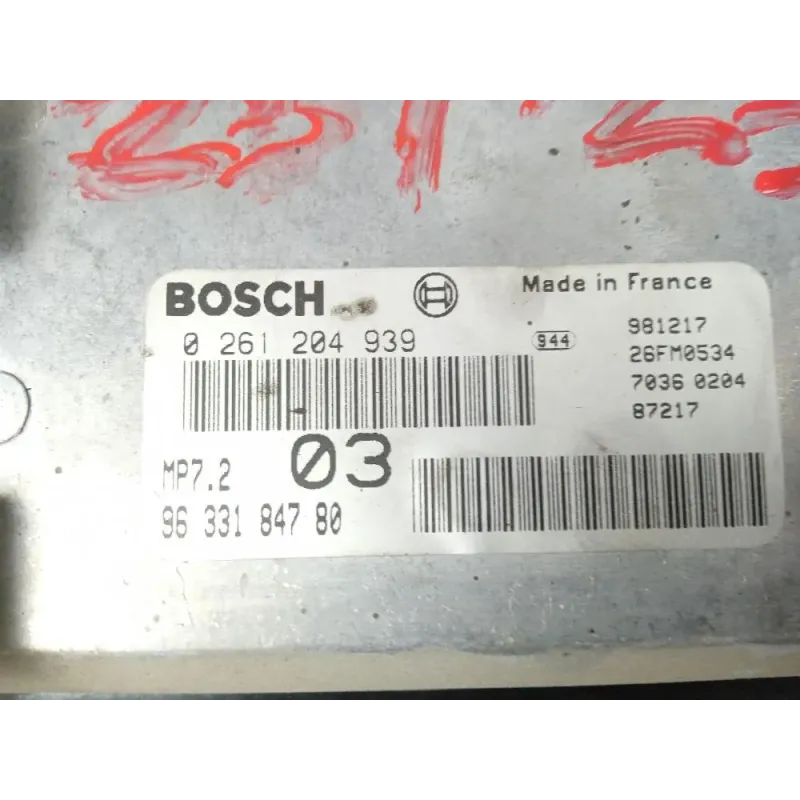 BOSCH
Made in France
0 261 204 939
944
981217
26FM0534
7036 0204
87217
MP7.2
03
96 331 847 80